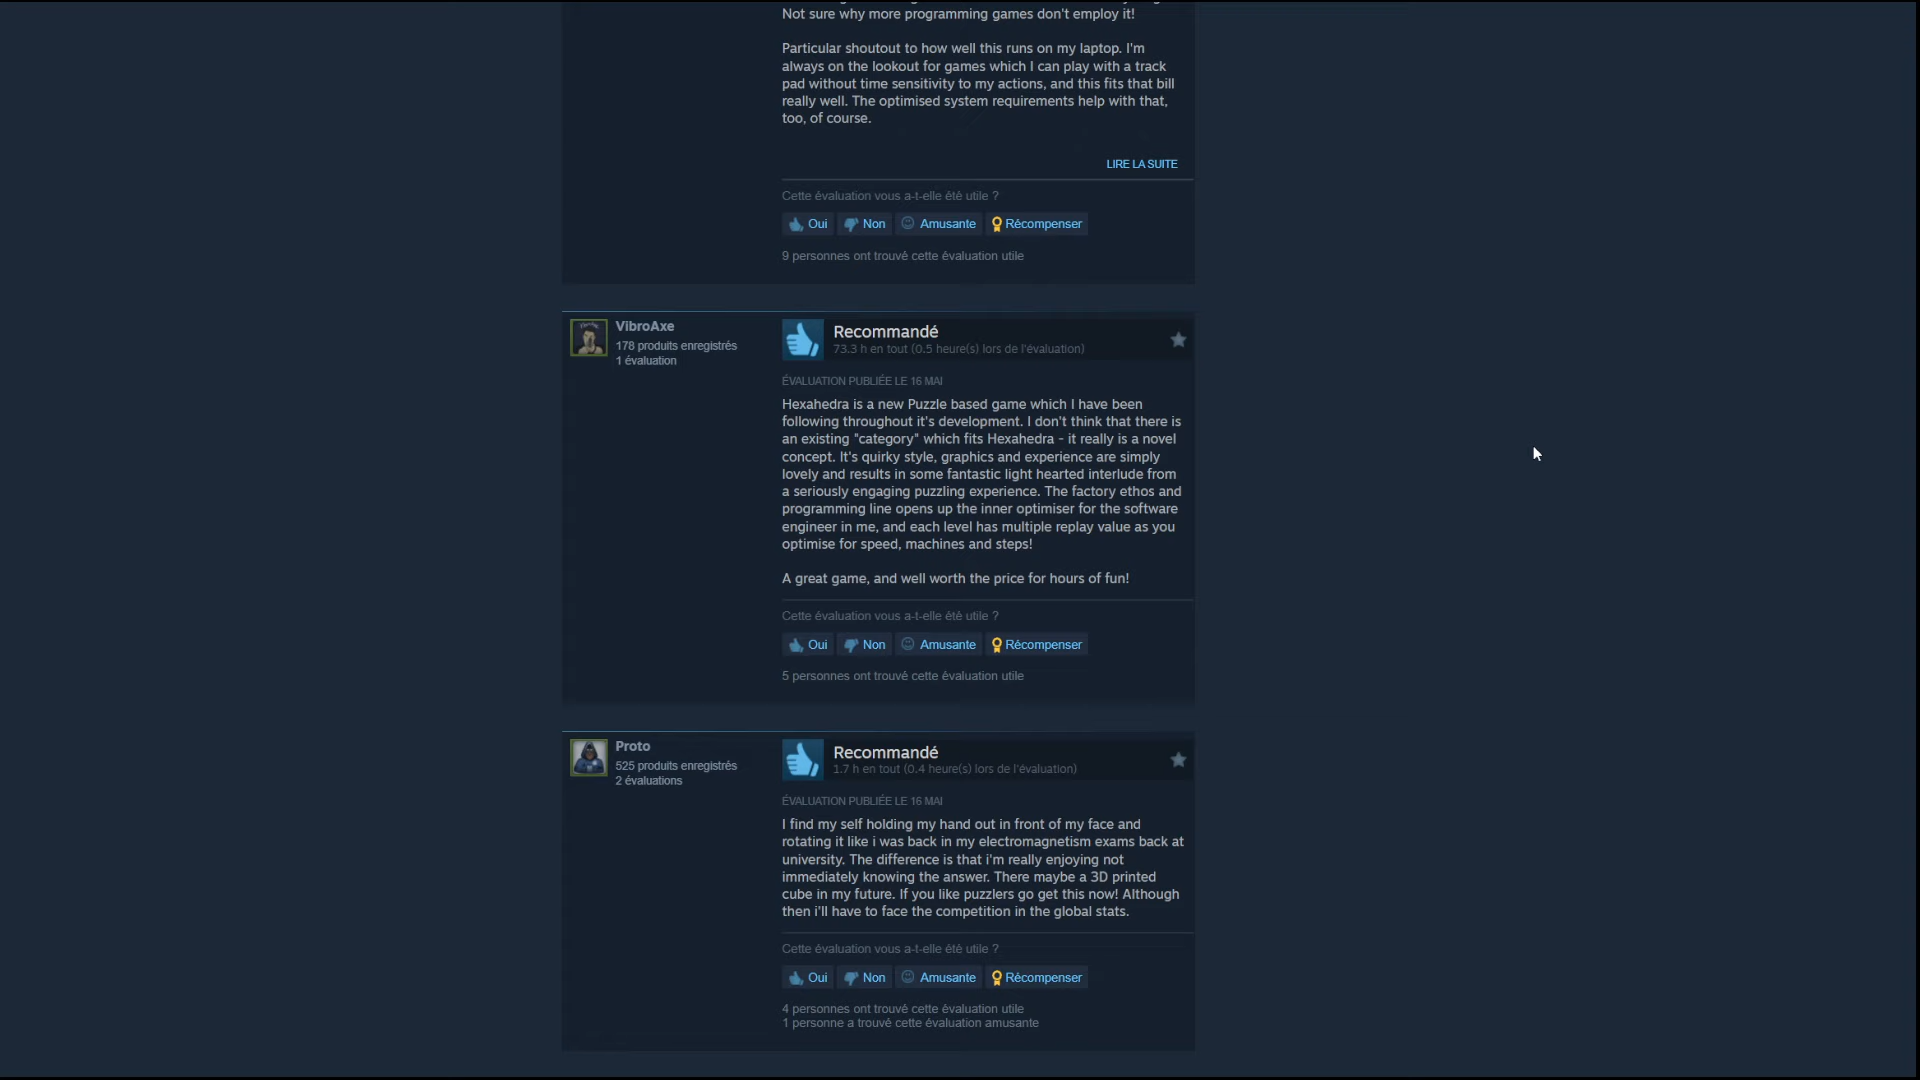 Not sure why more programming games don't employ it!
Particular shoutout to how well this runs on my laptop. I'm
always on the lookout for games which I can play with a track
pad without time sensitivity to my actions, and this fits that bill
really well. The optimised system requirements help with that,
too, of course.
LIRE LA SUITE
Cette évaluation vous a-t-elle été utile ?
Oui Non Amusante Récompenser
9 personnes ont trouvé cette évaluation utile
VibroAxe
178 produits enregistrés
1 évaluation
Recommandé
73.3 h en tout (0.5 heure(s) lors de l'évaluation)
ÉVALUATION PUBLIÉE LE 16 MAI
Hexahedra is a new Puzzle based game which I have been
following throughout it's development. I don't think that there is
an existing "category" which fits Hexahedra - it really is a novel
concept. It's quirky style, graphics and experience are simply
lovely and results in some fantastic light hearted interlude from
a seriously engaging puzzling experience. The factory ethos and
programming line opens up the inner optimiser for the software
engineer in me, and each level has multiple replay value as you
optimise for speed, machines and steps!
A great game, and well worth the price for hours of fun!
Cette évaluation vous a-t-elle été utile ?
Oui Non Amusante Récompenser
5 personnes ont trouvé cette évaluation utile
Proto
525 produits enregistrés
2 évaluations
Recommandé
1.7 h en tout (0.4 heure(s) lors de l'évaluation)
ÉVALUATION PUBLIÉE LE 16 MAI
I find my self holding my hand out in front of my face and
rotating it like i was back in my electromagnetism exams back at
university. The difference is that i'm really enjoying not
immediately knowing the answer. There maybe a 3D printed
cube in my future. If you like puzzlers go get this now! Although
then i'll have to face the competition in the global stats.
Cette évaluation vous a-t-elle été utile ?
Oui Non Amusante Récompenser
4 personnes ont trouvé cette évaluation utile
1 personne a trouvé cette évaluation amusante